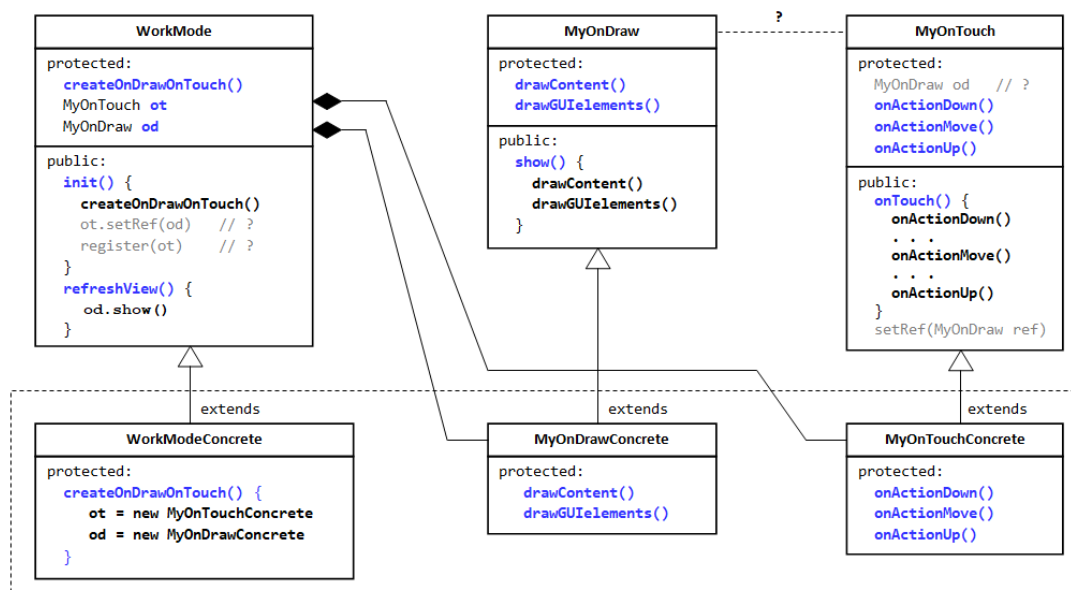 WorkMode
protected:
createOnDrawOnTouch()
MyOnTouch ot
MyOnDraw od
public:
init() {
createOnDrawOnTouch()
ot.setRef(od) // ?
register(ot) // ?
}
refreshView() {
od.show()
}
MyOnDraw
protected:
drawContent()
drawGUIelements()
public:
show() {
drawContent()
drawGUIelements()
}
?
MyOnTouch
protected:
MyOnDraw od // ?
onActionDown()
onActionMove()
onActionUp()
public:
onTouch() {
onActionDown()
. . .
onActionMove()
. . .
onActionUp()
}
setRef(MyOnDraw ref)
extends
extends
extends
WorkModeConcrete
protected:
createOnDrawOnTouch() {
ot = new MyOnTouchConcrete
od = new MyOnDrawConcrete
}
MyOnDrawConcrete
protected:
drawContent()
drawGUIelements()
MyOnTouchConcrete
protected:
onActionDown()
onActionMove()
onActionUp()